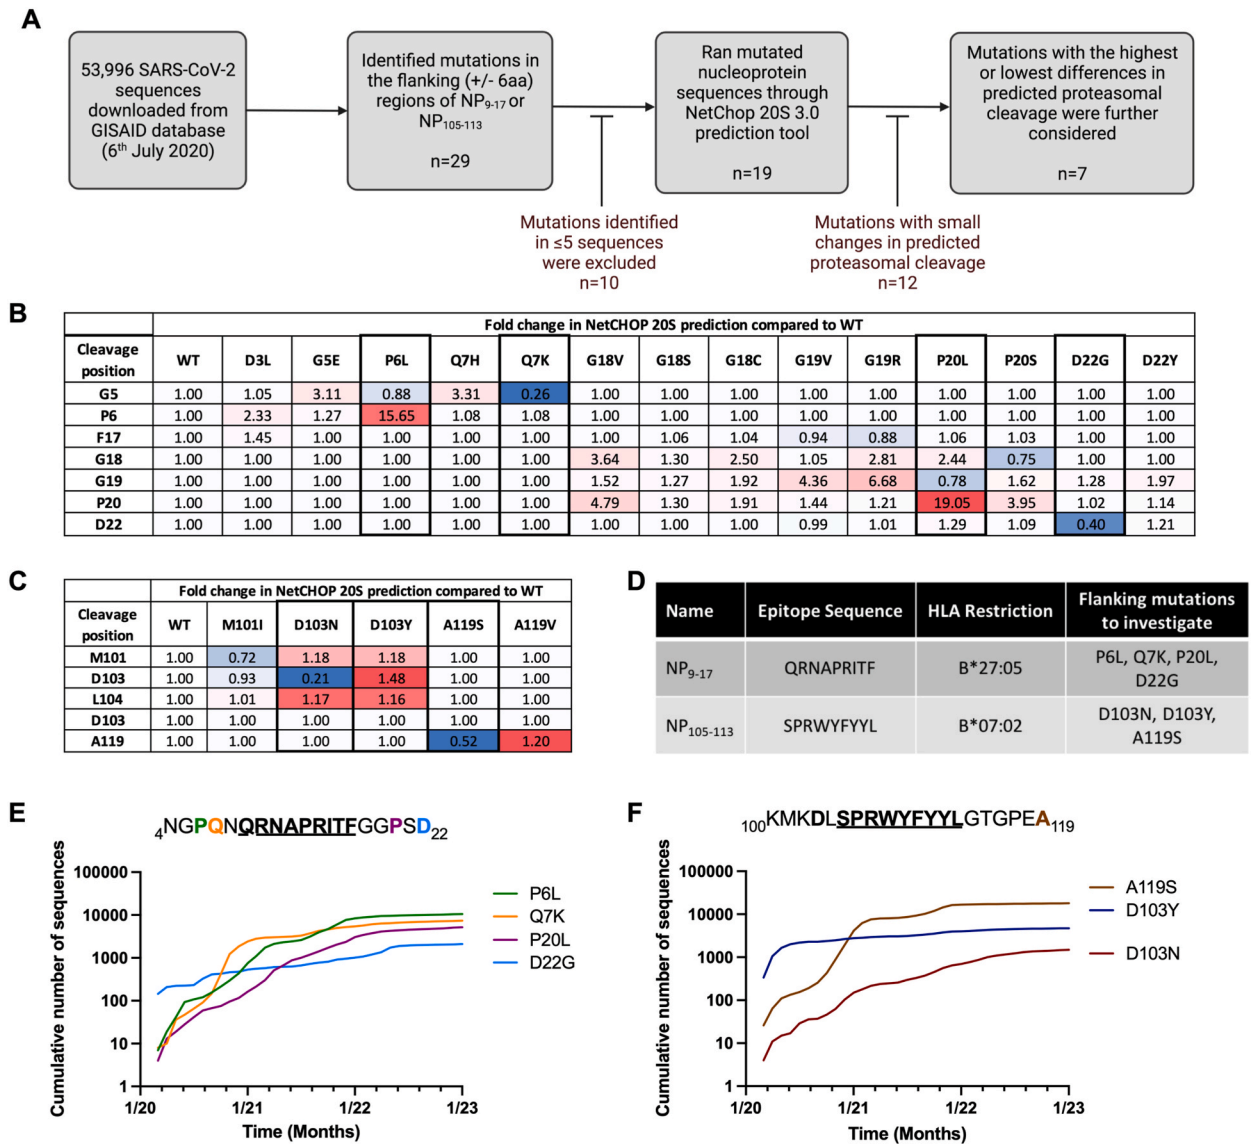 A
53,996 SARS-CoV-2
sequences
downloaded from
GISAID database
(6th July 2020)
Identified mutations in
the flanking (+/- 6aa)
regions of NP9-17 or
NP105-113
n=29
Ran mutated
nucleoprotein
sequences through
NetChop 20S 3.0
prediction tool
n=19
Mutations with the highest
or lowest differences in
predicted proteasomal
cleavage were further
considered
n=7
Mutations identified
in ≤5 sequences
were excluded
n=10
Mutations with small
changes in predicted
proteasomal cleavage
n=12
B
Fold change in NetCHOP 20S prediction compared to WT
Cleavage position WT D3L G5E P6L Q7H Q7K G18V G18S G18C G19V G19R P20L P20S D22G D22Y
G5 1.00 1.05 3.11 0.88 3.31 0.26 1.00 1.00 1.00 1.00 1.00 1.00 1.00 1.00 1.00
P6 1.00 2.33 1.27 15.65 1.08 1.08 1.00 1.00 1.00 1.00 1.00 1.00 1.00 1.00 1.00
F17 1.00 1.45 1.00 1.00 1.00 1.00 1.00 1.06 1.04 0.94 0.88 1.06 1.03 1.00 1.00
G18 1.00 1.00 1.00 1.00 1.00 1.00 3.64 1.30 2.50 1.05 2.81 2.44 0.75 1.00 1.00
G19 1.00 1.00 1.00 1.00 1.00 1.00 1.52 1.27 1.92 4.36 6.68 0.78 1.62 1.28 1.97
P20 1.00 1.00 1.00 1.00 1.00 1.00 4.79 1.30 1.91 1.44 1.21 19.05 3.95 1.02 1.14
D22 1.00 1.00 1.00 1.00 1.00 1.00 1.00 1.00 1.00 0.99 1.01 1.29 1.09 0.40 1.21
C
Fold change in NetCHOP 20S prediction compared to WT
Cleavage position WT M101I D103N D103Y A119S A119V
M101 1.00 0.72 1.18 1.18 1.00 1.00
D103 1.00 0.93 0.21 1.48 1.00 1.00
L104 1.00 1.01 1.17 1.16 1.00 1.00
D103 1.00 1.00 1.00 1.00 1.00 1.00
A119 1.00 1.00 1.00 1.00 0.52 1.20
D
Name Epitope Sequence HLA Restriction Flanking mutations to investigate
NP9-17 QRNAPRITF B*27:05 P6L, Q7K, P20L, D22G
NP105-113 SPRWYFYYL B*07:02 D103N, D103Y, A119S
E
4NGPQNQRNAPRITFGGPSD22
Cumulative number of sequences
100000
10000
1000
100
10
1
1/20 1/21 1/22 1/23
Time (Months)
P6L
Q7K
P20L
D22G
F
100KMKDLSPRWYFYYLGTGPEA119
Cumulative number of sequences
100000
10000
1000
100
10
1
1/20 1/21 1/22 1/23
Time (Months)
A119S
D103Y
D103N